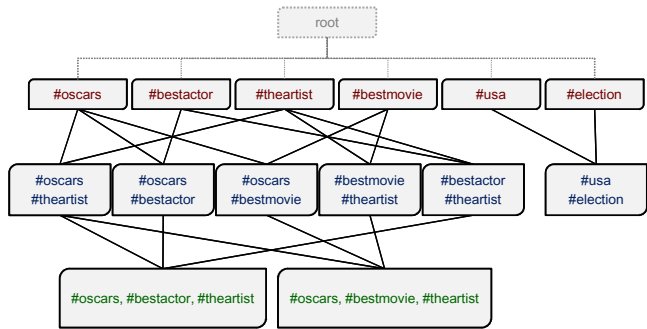 root
#oscars
#bestactor
#theartist
#bestmovie
#usa
#election
#oscars
#theartist
#oscars
#bestactor
#oscars
#bestmovie
#bestmovie
#theartist
#bestactor
#theartist
#usa
#election
#oscars, #bestactor, #theartist
#oscars, #bestmovie, #theartist